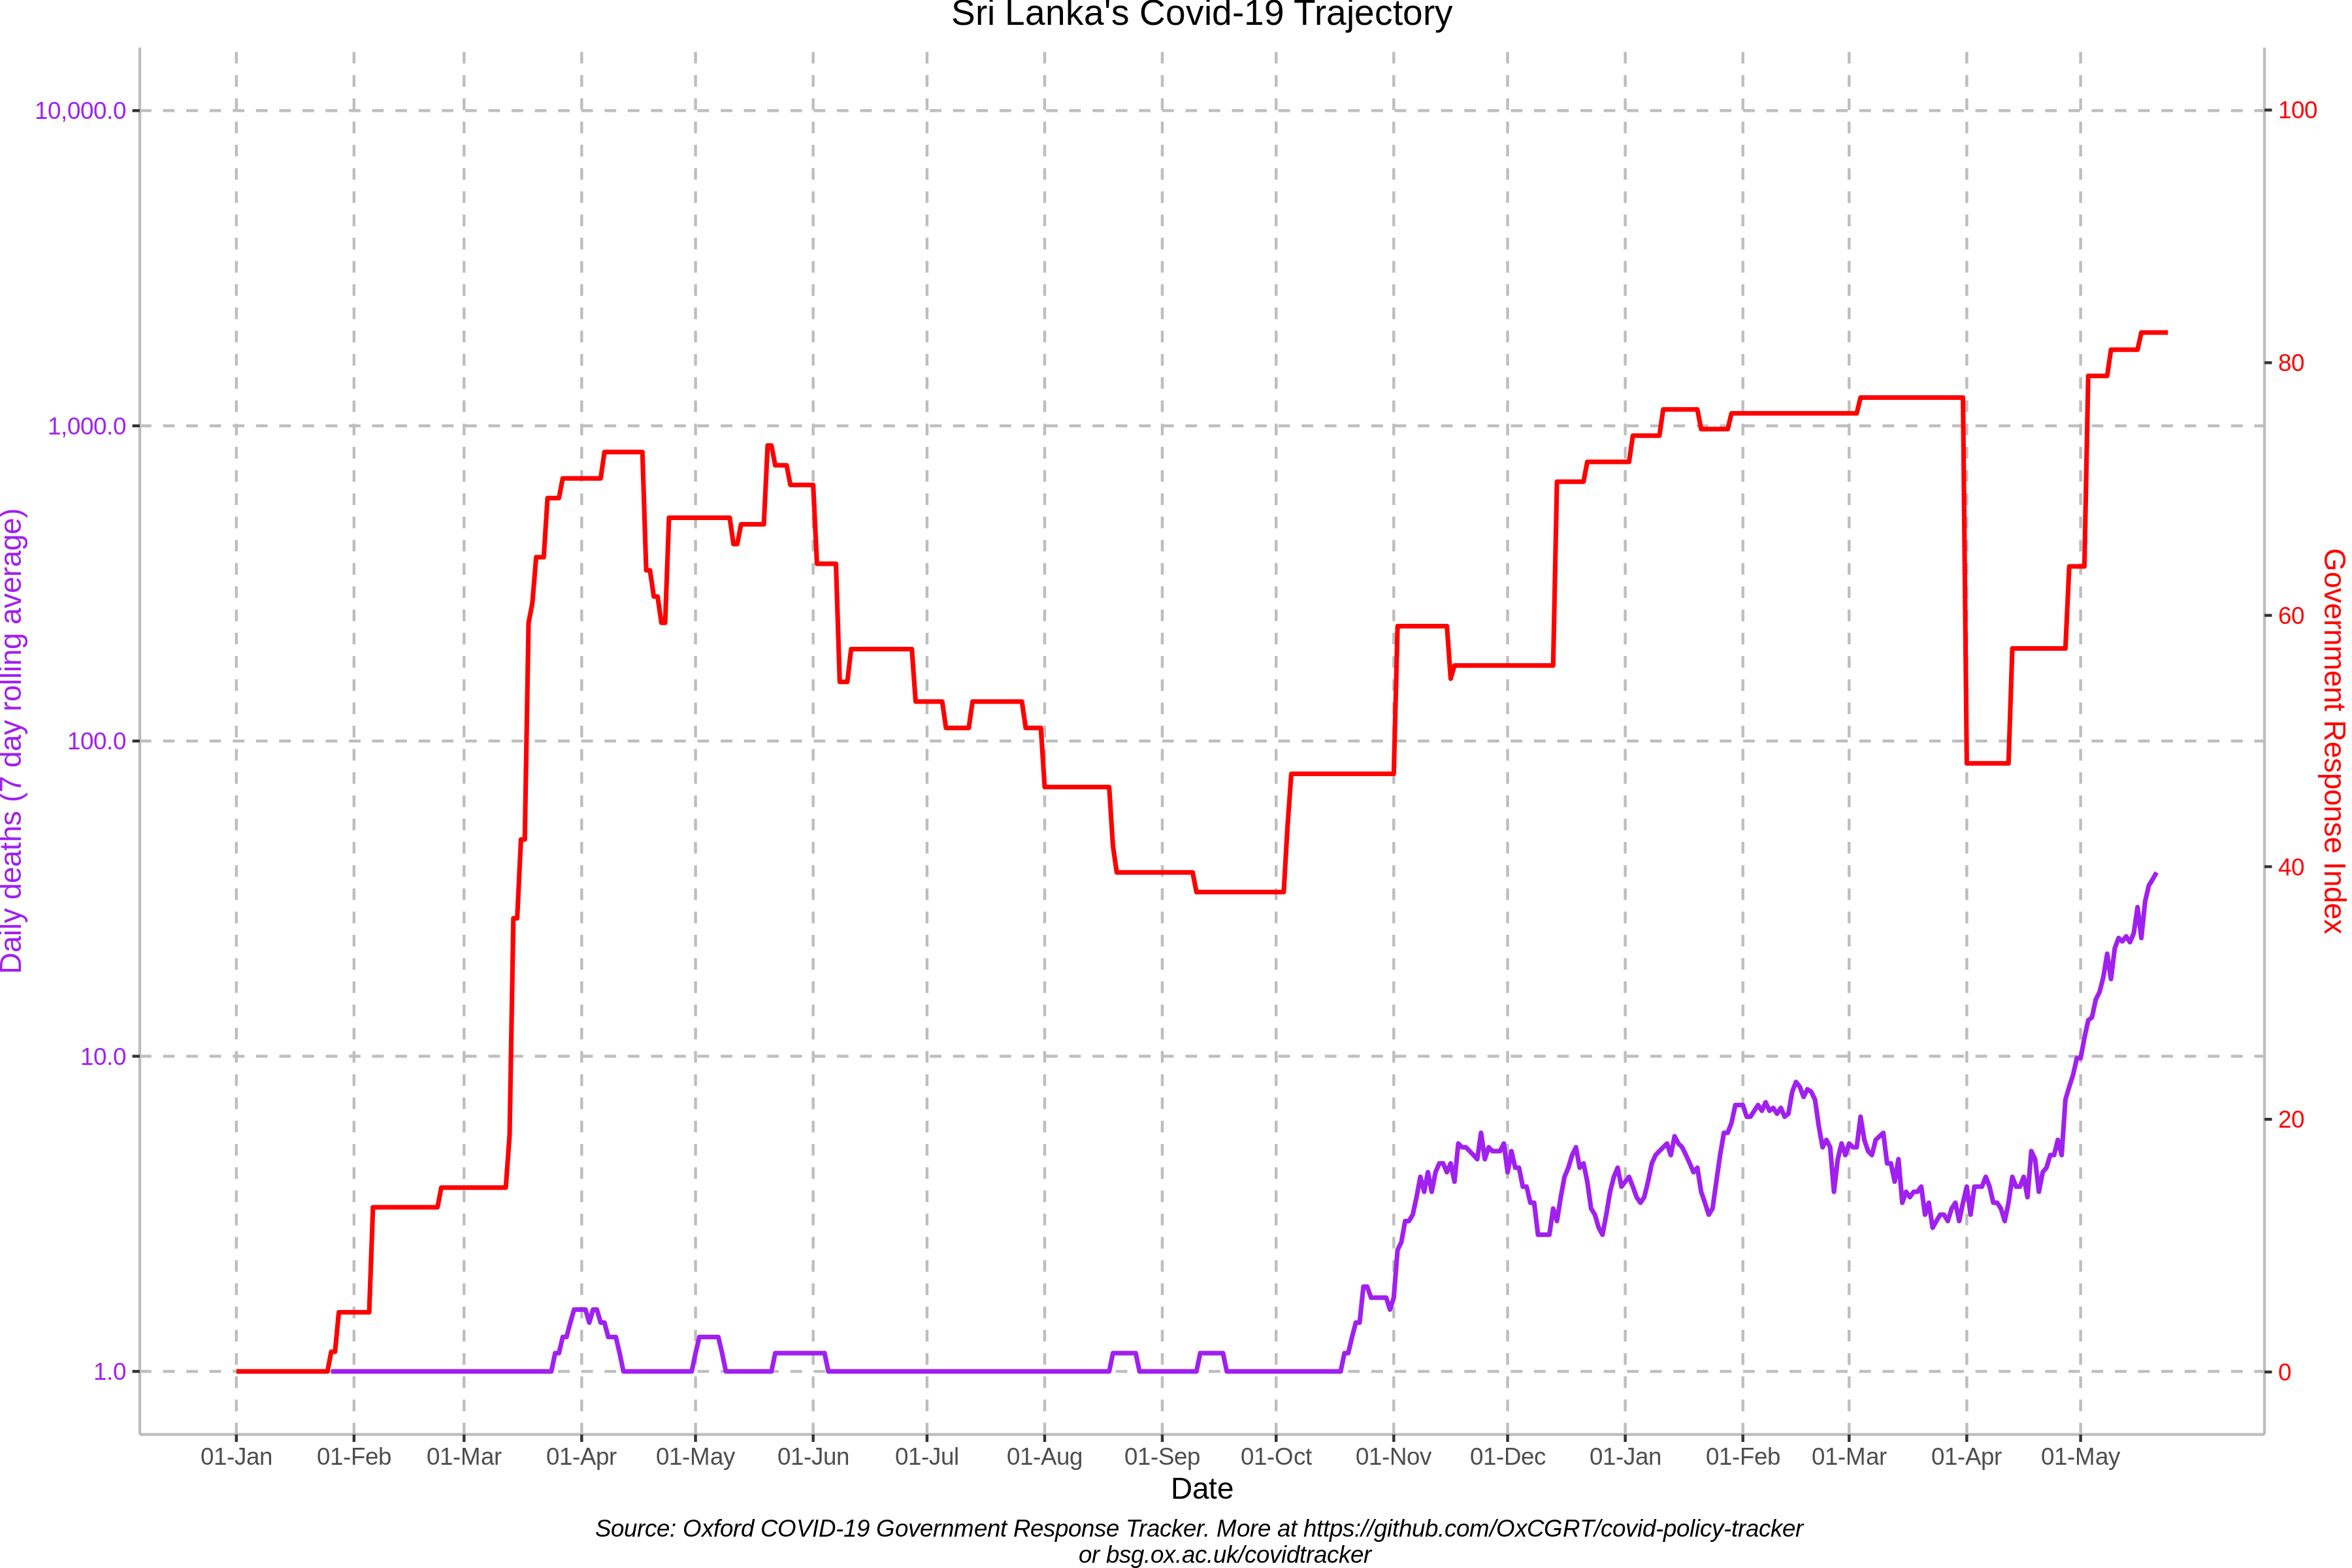 Sri Lanka's Covid-19 Trajectory
10,000.0
1,000.0
100.0
10.0
1.0
Daily deaths (7 day rolling average)
100
80
60
40
20
0
Government Response Index
01-Jan 01-Feb 01-Mar 01-Apr 01-May 01-Jun 01-Jul 01-Aug 01-Sep 01-Oct 01-Nov 01-Dec 01-Jan 01-Feb 01-Mar 01-Apr 01-May
Date
Source: Oxford COVID-19 Government Response Tracker. More at https://github.com/OxCGRT/covid-policy-tracker
or bsg.ox.ac.uk/covidtracker